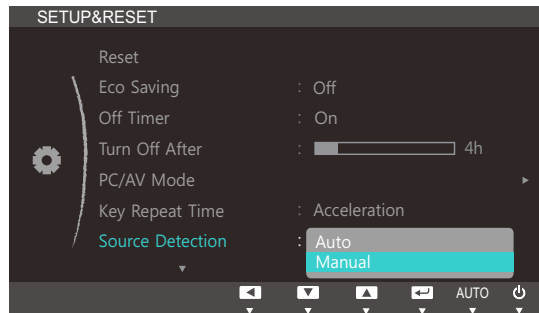 SETUP&RESET
Reset
Eco Saving : Off
Off Timer : On
Turn Off After : 4h
PC/AV Mode
Key Repeat Time : Acceleration
Source Detection : Auto
Manual
AUTO